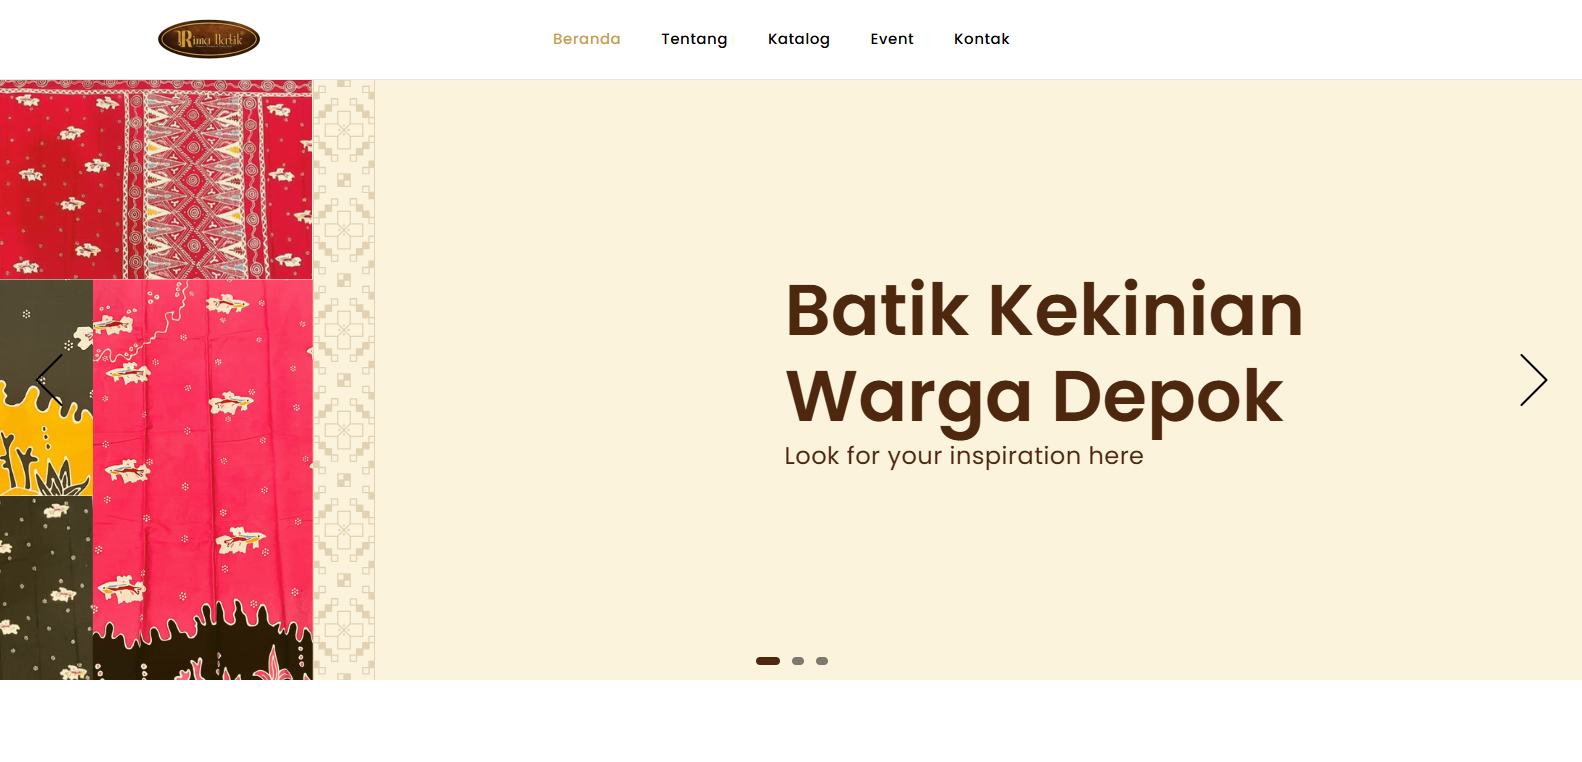 Rima Batik
Beranda
Tentang
Katalog
Event
Kontak
Batik Kekinian
Warga Depok
Look for your inspiration here